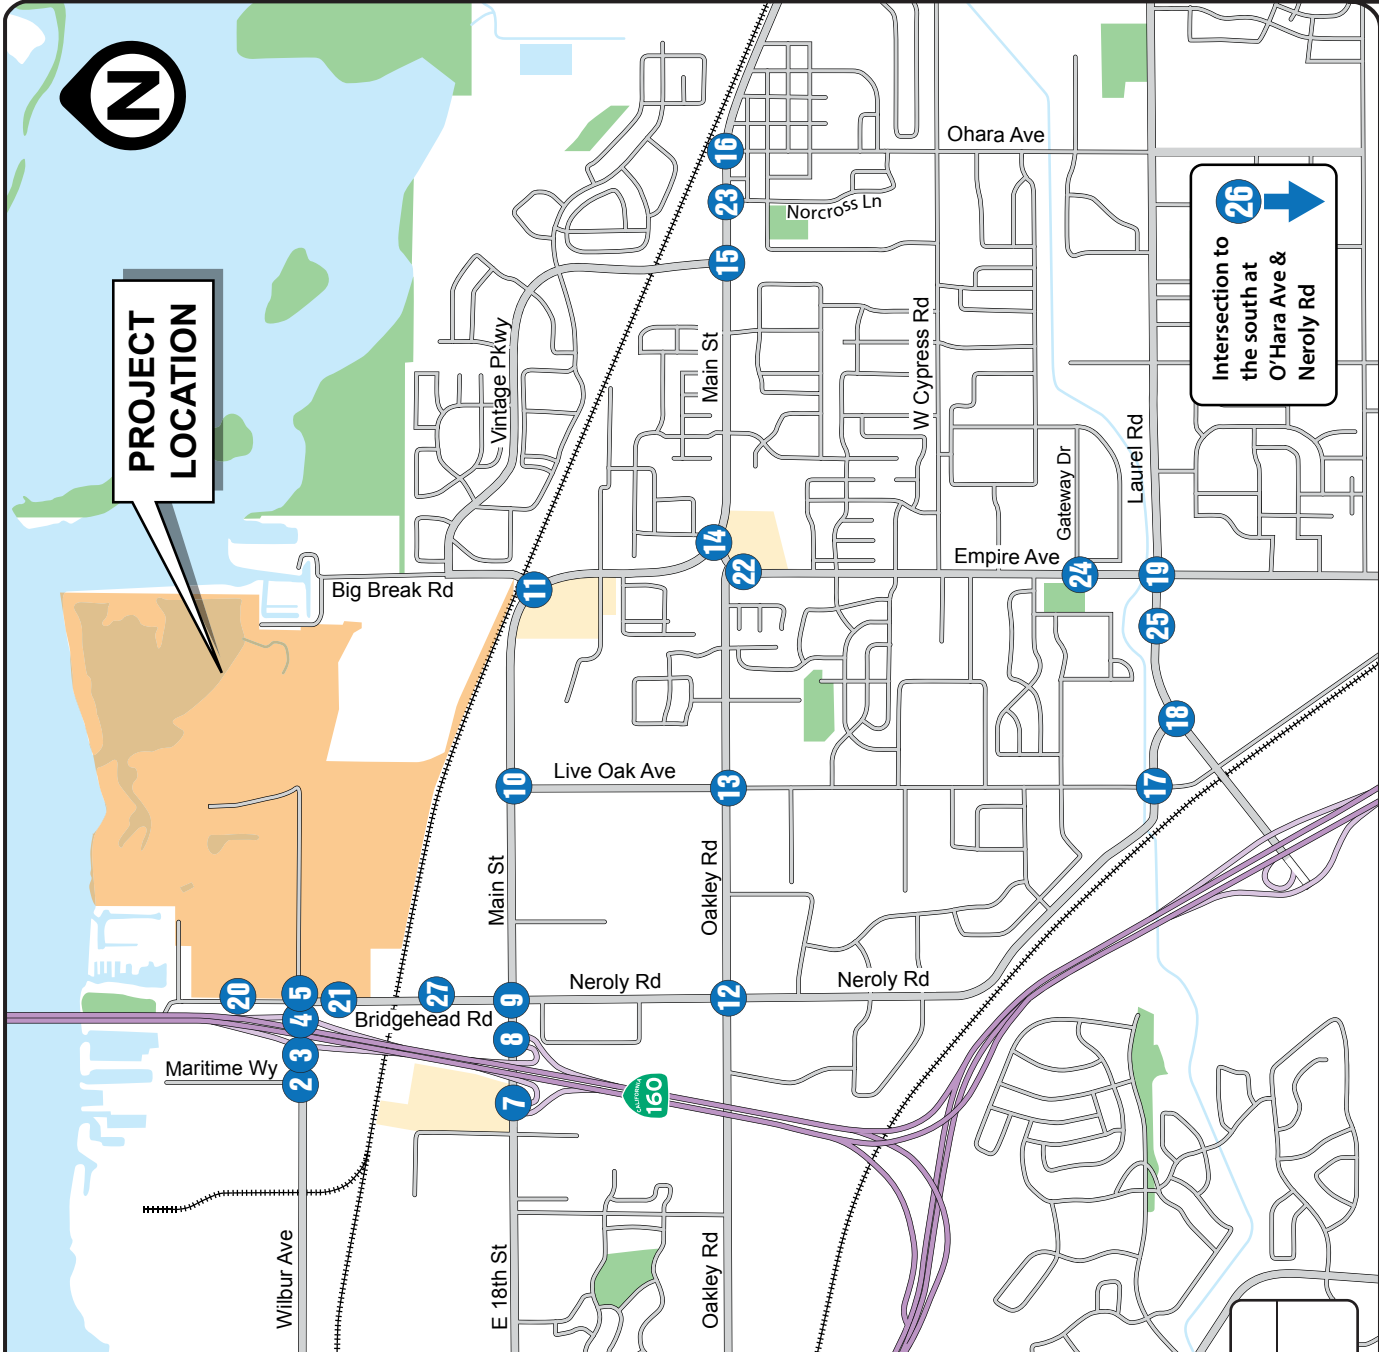 N
PROJECT
LOCATION
Ohara Ave
16
23
Norcross Ln
15
26
Intersection to
the south at
O'Hara Ave &
Neroly Rd
Vintage Pkwy
Main St
W Cypress Rd
Laurel Rd
Gateway Dr
14
Empire Ave
22
24
19
11
Big Break Rd
25
18
10
Live Oak Ave
13
17
Main St
Oakley Rd
20
5
21
27
9
Neroly Rd
12
Neroly Rd
4
Bridgehead Rd
8
3
Maritime Wy
2
7
CALIFORNIA
160
Wilbur Ave
E 18th St
Oakley Rd